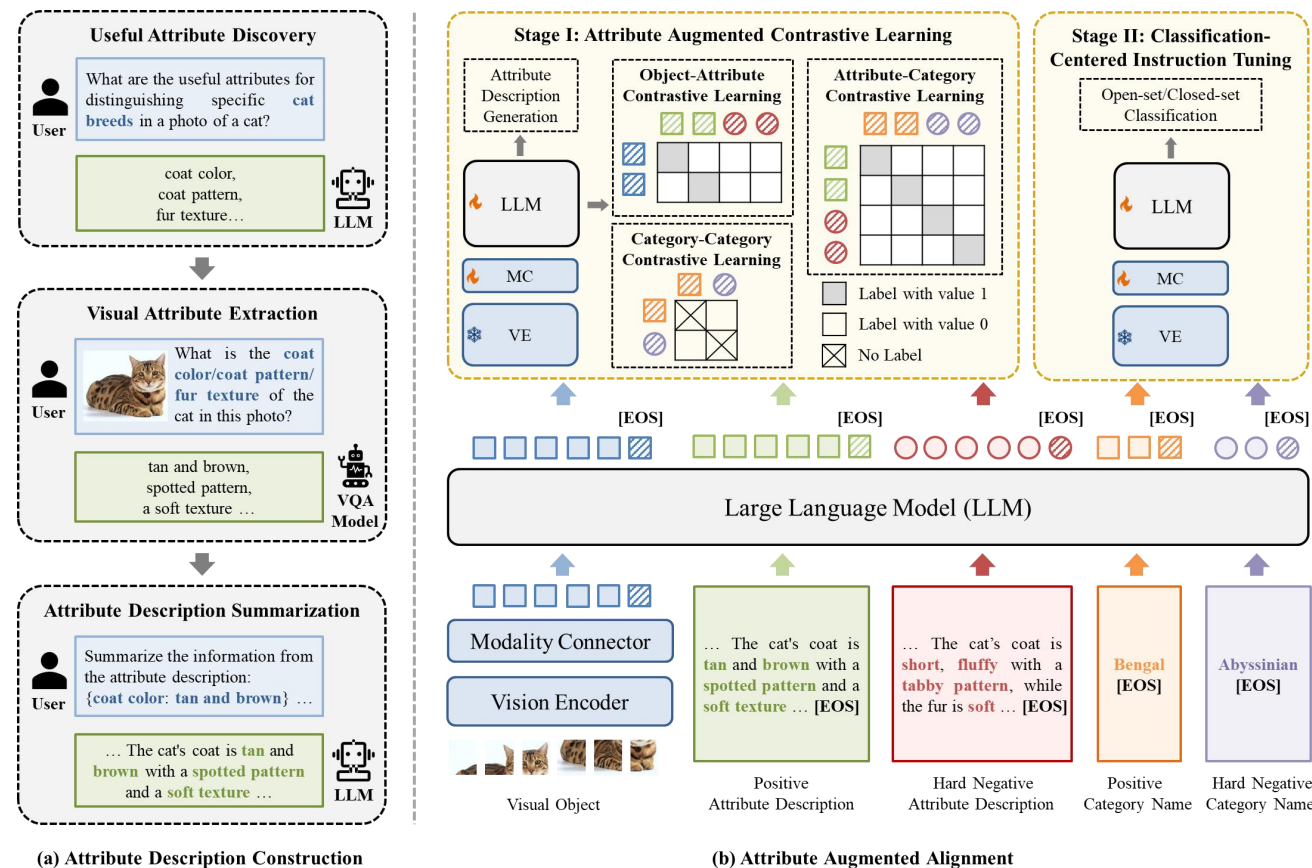 Useful Attribute Discovery
User
What are the useful attributes for
distinguishing specific cat
breeds in a photo of a cat?
coat color,
coat pattern,
fur texture…
LLM
Visual Attribute Extraction
User
What is the coat
color/coat pattern/
fur texture of the
cat in this photo?
tan and brown,
spotted pattern,
a soft texture …
VQA
Model
Attribute Description Summarization
User
Summarize the information from
the attribute description:
{coat color: tan and brown} …
… The cat's coat is tan and
brown with a spotted pattern
and a soft texture …
LLM
(a) Attribute Description Construction
Stage I: Attribute Augmented Contrastive Learning
Attribute
Description
Generation
LLM
MC
VE
Object-Attribute
Contrastive Learning
Category-Category
Contrastive Learning
Attribute-Category
Contrastive Learning
Label with value 1
Label with value 0
No Label
Stage II: Classification-
Centered Instruction Tuning
Open-set/Closed-set
Classification
LLM
MC
VE
[EOS]
[EOS]
[EOS]
[EOS]
[EOS]
Large Language Model (LLM)
Modality Connector
Vision Encoder
Visual Object
… The cat's coat is
tan and brown with a
spotted pattern and a
soft texture … [EOS]
Positive
Attribute Description
… The cat’s coat is
short, fluffy with a
tabby pattern, while
the fur is soft … [EOS]
Hard Negative
Attribute Description
Bengal
[EOS]
Positive
Category Name
Abyssinian
[EOS]
Hard Negative
Category Name
(b) Attribute Augmented Alignment